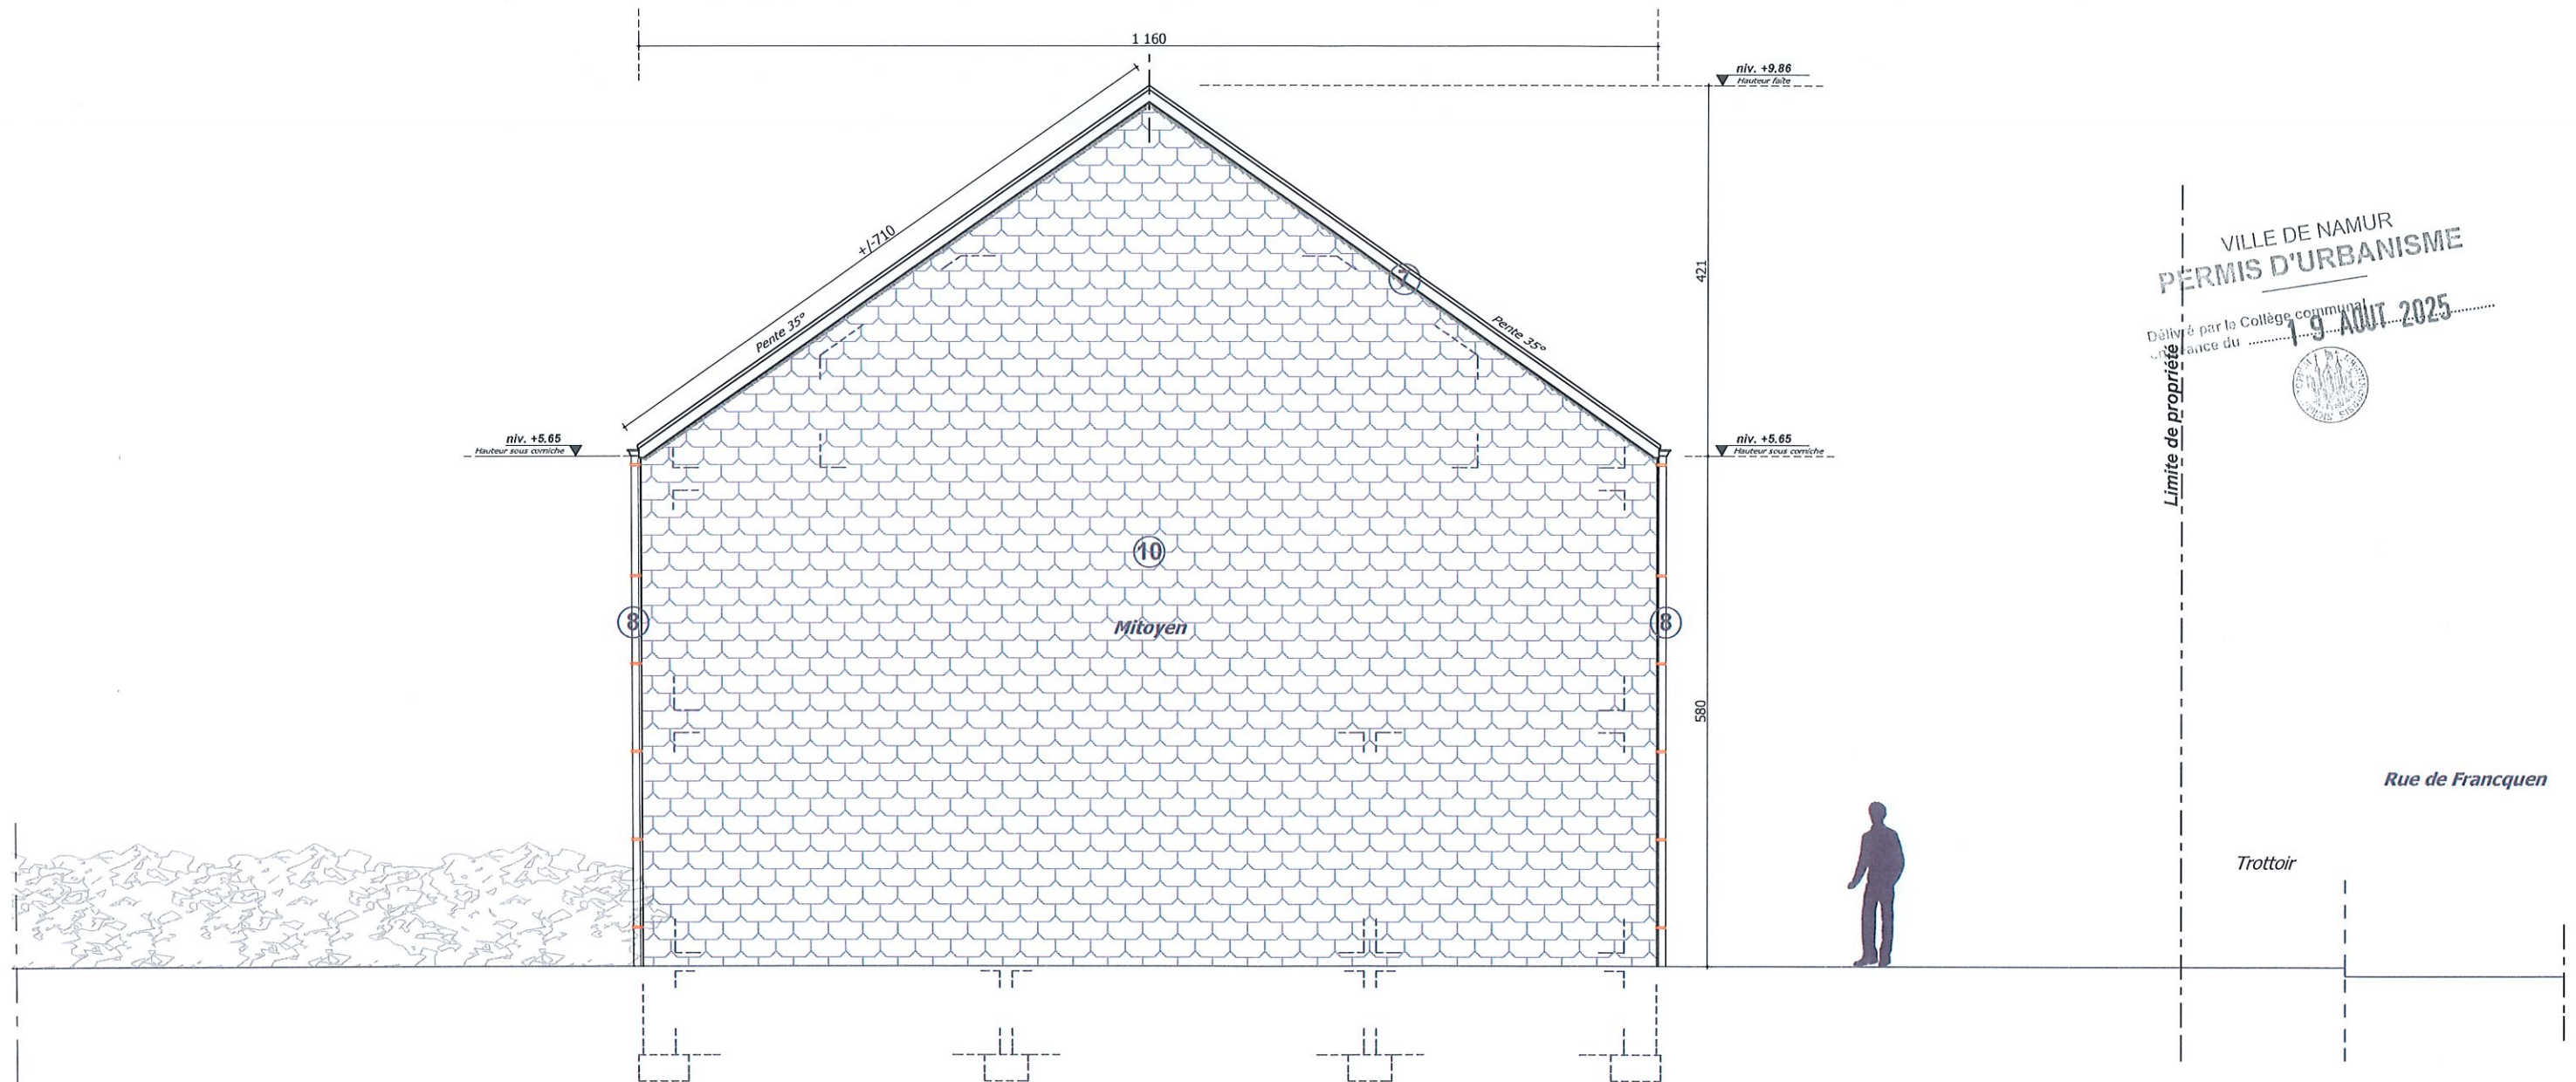 1 160
niv. +9.86
Hauteur faîte
+/-710
Pente 35°
7
Pente 35°
421
VILLE DE NAMUR
PERMIS D'URBANISME
Délivré par le Collège communal
du
19 AOUT 2025
Limite de propriété
niv. +5.65
Hauteur sous corniche
niv. +5.65
Hauteur sous corniche
10
8
Mitoyen
8
580
Rue de Francquen
Trottoir